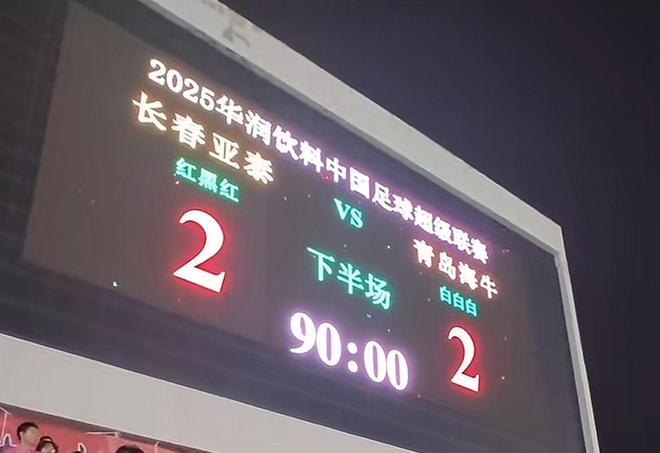 2025华润饮料中国足球超级联赛
长春亚泰 VS 青岛海牛
红黑红 白白白
2 下半场 2
90:00